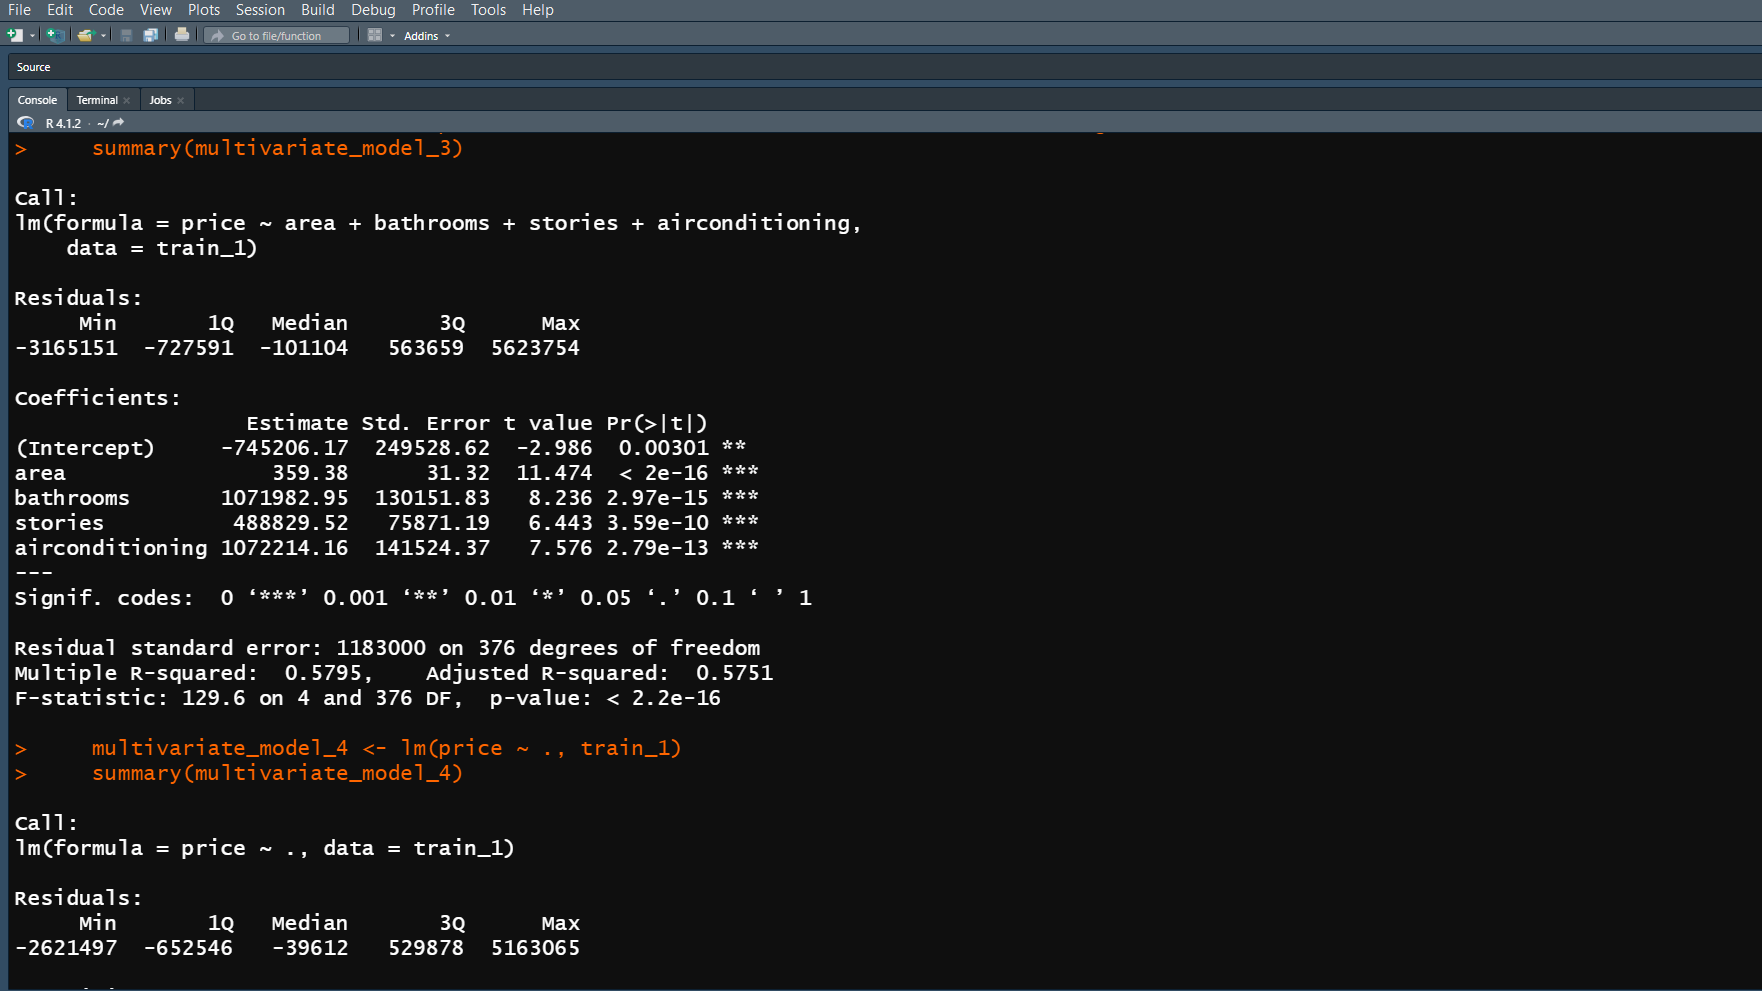 File Edit Code View Plots Session Build Debug Profile Tools Help
Go to file/function Addins
Source
Console Terminal Jobs
R 4.1.2 · ~/
> summary(multivariate_model_3)
Call:
lm(formula = price ~ area + bathrooms + stories + airconditioning,
data = train_1)
Residuals:
Min 1Q Median 3Q Max
-3165151 -727591 -101104 563659 5623754
Coefficients:
Estimate Std. Error t value Pr(>|t|)
(Intercept) -745206.17 249528.62 -2.986 0.00301 **
area 359.38 31.32 11.474 < 2e-16 ***
bathrooms 1071982.95 130151.83 8.236 2.97e-15 ***
stories 488829.52 75871.19 6.443 3.59e-10 ***
airconditioning 1072214.16 141524.37 7.576 2.79e-13 ***
---
Signif. codes: 0 ‘***’ 0.001 ‘**’ 0.01 ‘*’ 0.05 ‘.’ 0.1 ‘ ’ 1
Residual standard error: 1183000 on 376 degrees of freedom
Multiple R-squared: 0.5795, Adjusted R-squared: 0.5751
F-statistic: 129.6 on 4 and 376 DF, p-value: < 2.2e-16
> multivariate_model_4 <- lm(price ~ ., train_1)
> summary(multivariate_model_4)
Call:
lm(formula = price ~ ., data = train_1)
Residuals:
Min 1Q Median 3Q Max
-2621497 -652546 -39612 529878 5163065